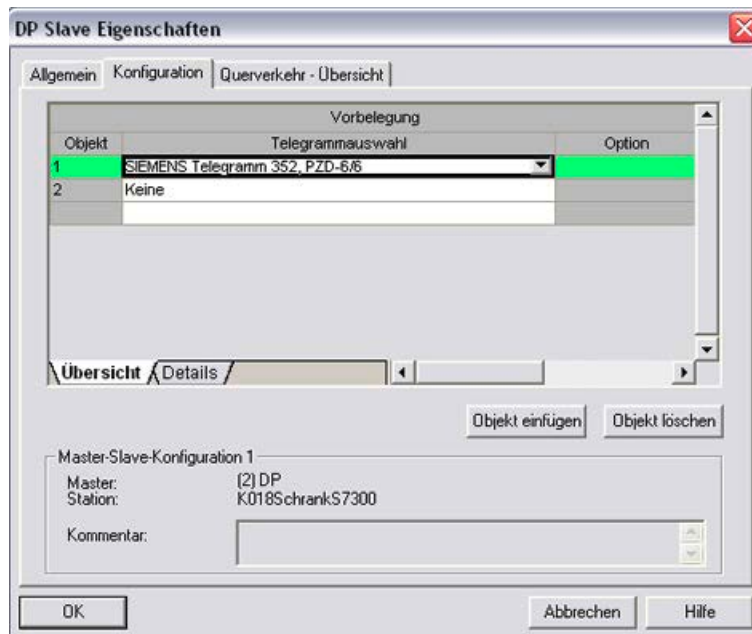 DP Slave Eigenschaften
Allgemein Konfiguration Querverkehr - Übersicht
Vorbelegung
Objekt Telegrammauswahl Option
1 SIEMENS Telegramm 352, PZD-6/6
2 Keine
Übersicht Details
Objekt einfügen Objekt löschen
Master-Slave-Konfiguration 1
Master: (2) DP
Station: K018SchrankS7300
Kommentar:
OK Abbrechen Hilfe